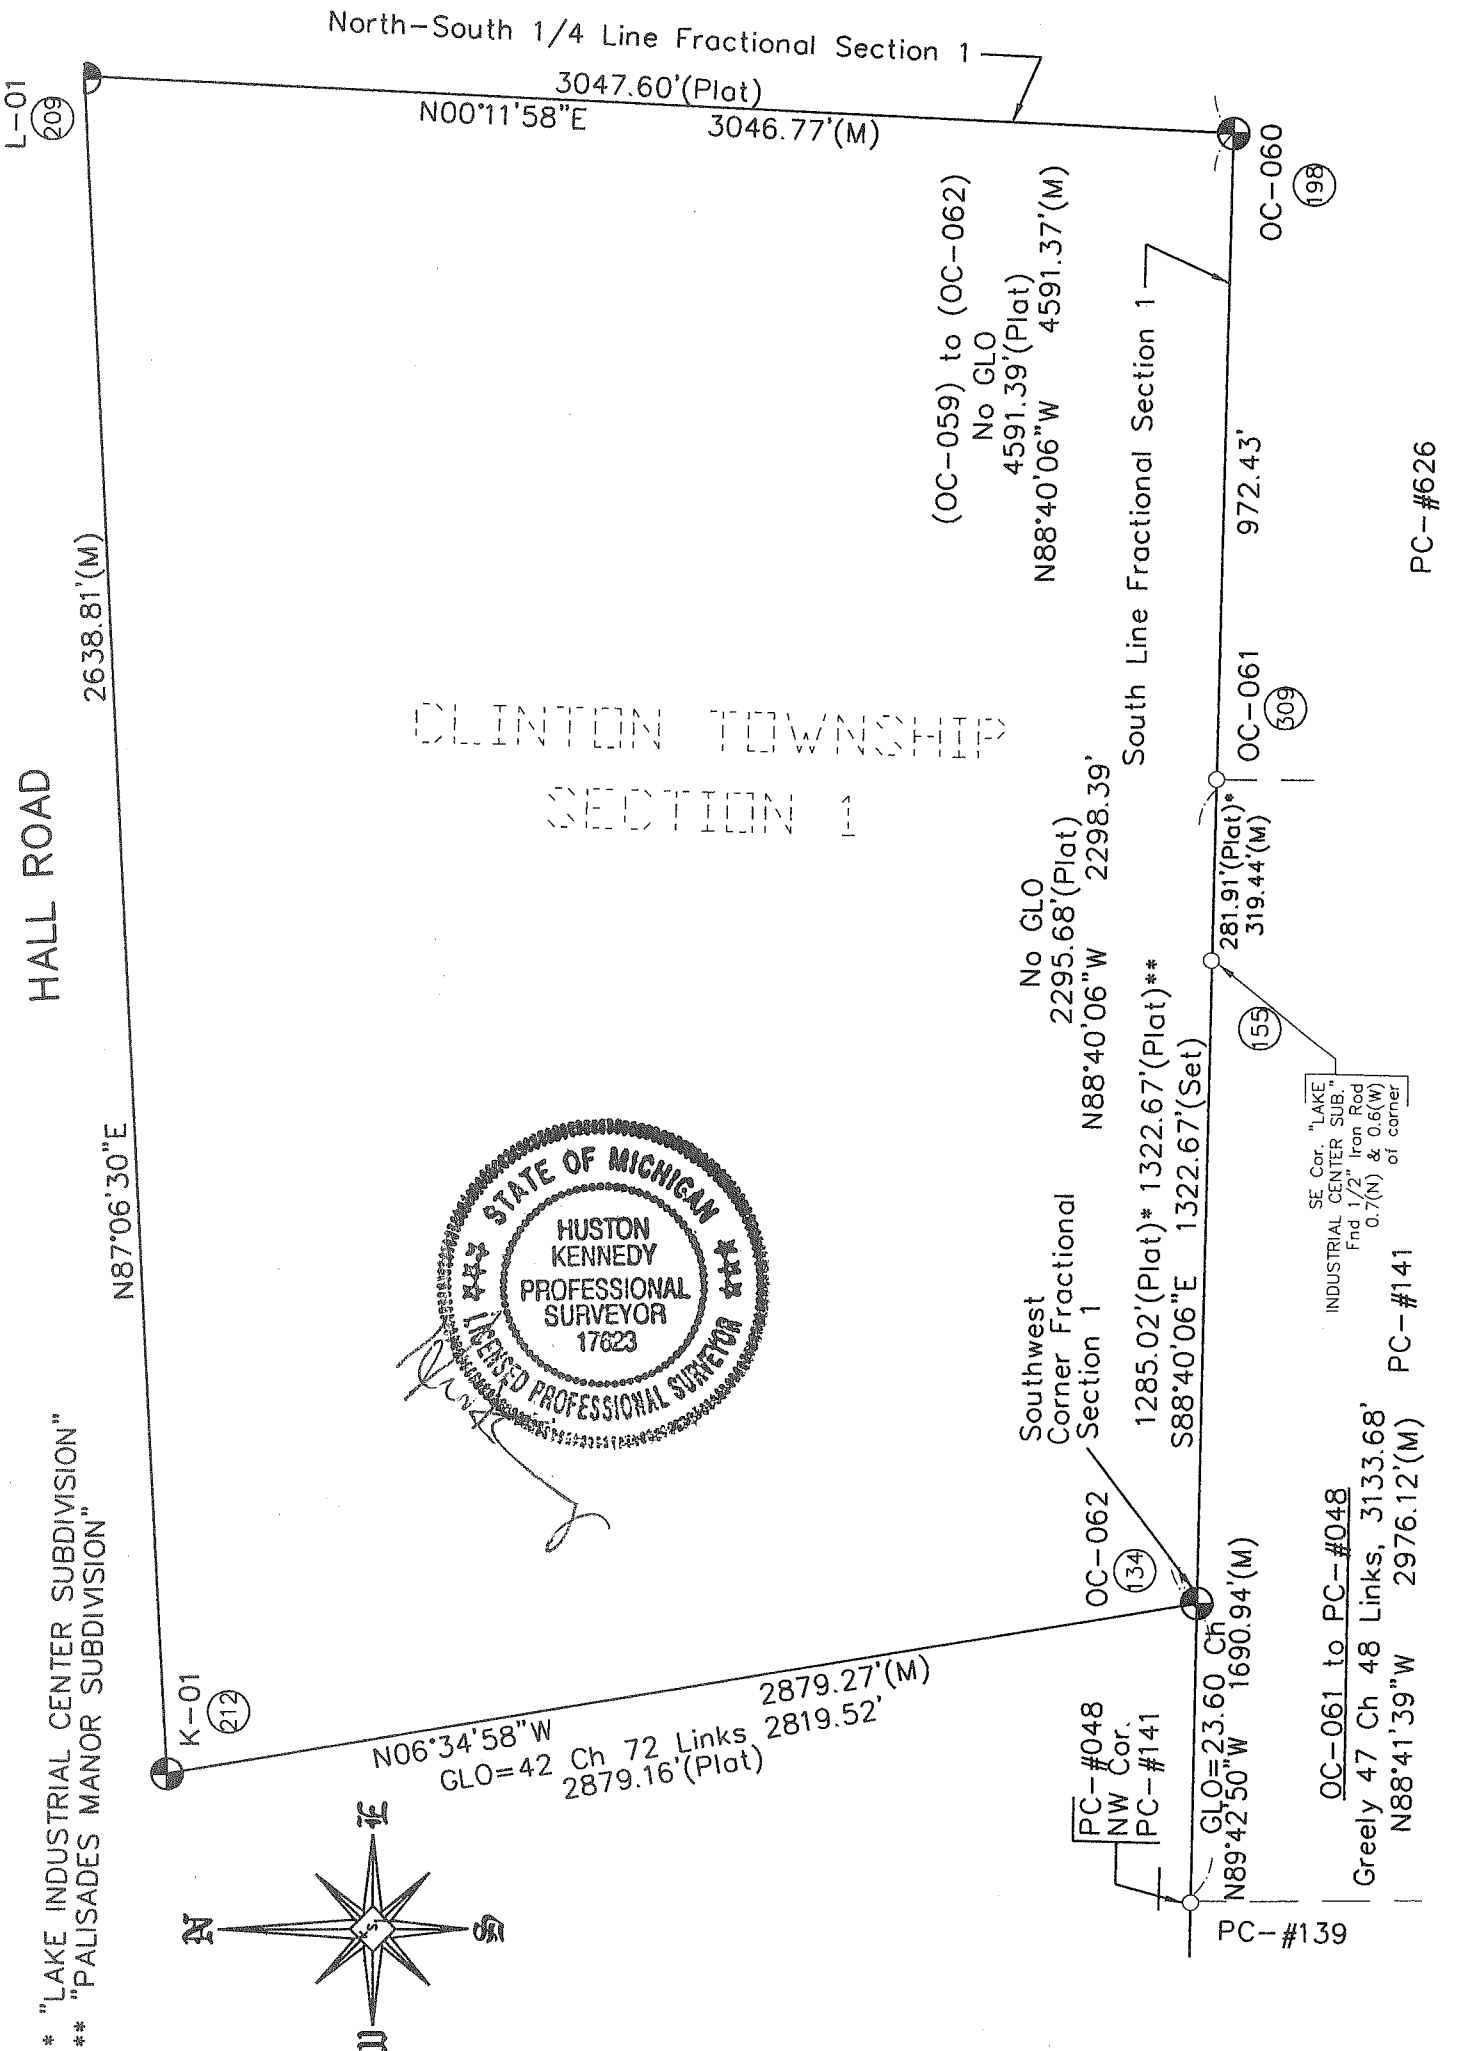 * "LAKE INDUSTRIAL CENTER SUBDIVISION"
** "PALISADES MANOR SUBDIVISION"
HALL ROAD
K-01
212
N87°06'30"E
2638.81'(M)
L-01
209
North-South 1/4 Line Fractional Section 1
3047.60'(Plat)
N00°11'58"E
3046.77'(M)
N
E
S
W
N06°34'58"W
2879.27'(M)
GLO=42 Ch 72 Links 2819.52'
2879.16'(Plat)
STATE OF MICHIGAN
HUSTON
KENNEDY
PROFESSIONAL
SURVEYOR
17623
LICENSED PROFESSIONAL SURVEYOR
CLINTON TOWNSHIP
SECTION 1
(OC-059) to (OC-062)
No GLO
4591.39'(Plat)
N88°40'06"W 4591.37'(M)
No GLO
2295.68'(Plat)
N88°40'06"W 2298.39'
South Line Fractional Section 1
Southwest
Corner Fractional
Section 1
OC-062
134
1285.02'(Plat)* 1322.67'(Plat)**
S88°40'06"E 1322.67'(Set)
PC-#048
NW Cor.
PC-#141
GLO=23.60 Ch
N89°42'50"W 1690.94'(M)
PC-#139
155
281.91'(Plat)*
319.44'(M)
OC-061
309
972.43'
OC-060
198
SE Cor. "LAKE
INDUSTRIAL CENTER SUB."
Fnd 1/2" Iron Rod
0.7(N) & 0.6(W)
of corner
OC-061 to PC-#048
Greely 47 Ch 48 Links, 3133.68'
N88°41'39"W 2976.12'(M)
PC-#141
PC-#626